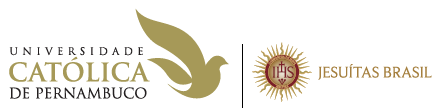 UNIVERSIDADE
CATÓLICA
DE PERNAMBUCO
IHS
JESUÍTAS BRASIL